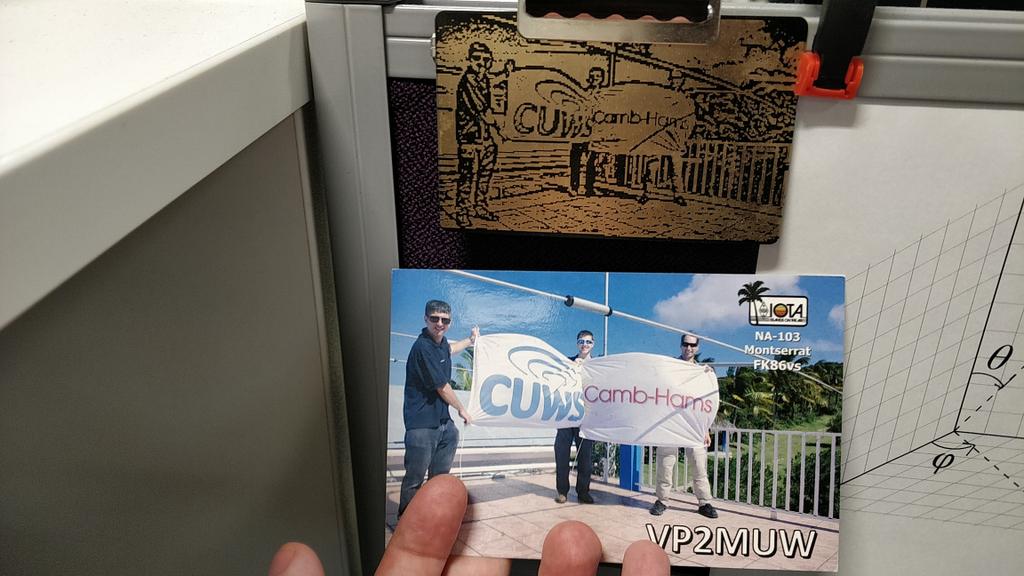 CUWS
Camb-Hams
IOTA
NA-103
Montserrat
FK86vs
CUWS
Camb-Hams
VP2MUW
θ
φ